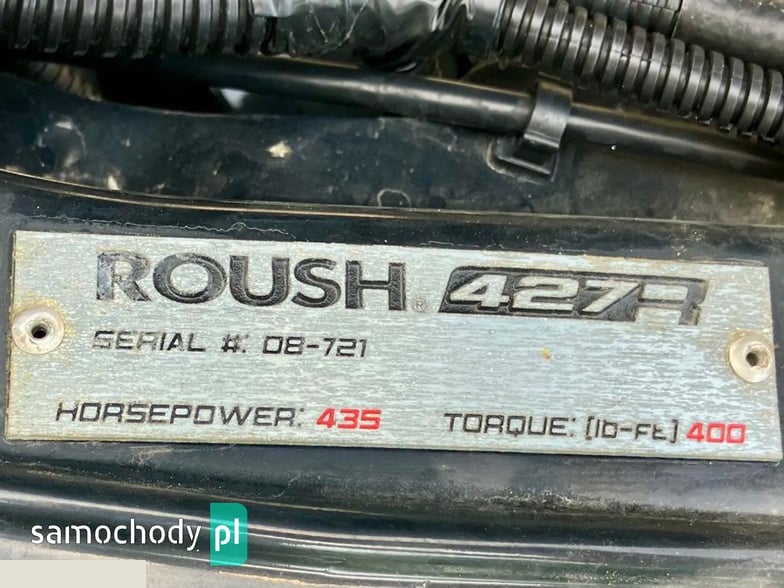 ROUSH® 427R
SERIAL #: 08-721
HORSEPOWER: 435 TORQUE: [lb-ft] 400
samochody pl